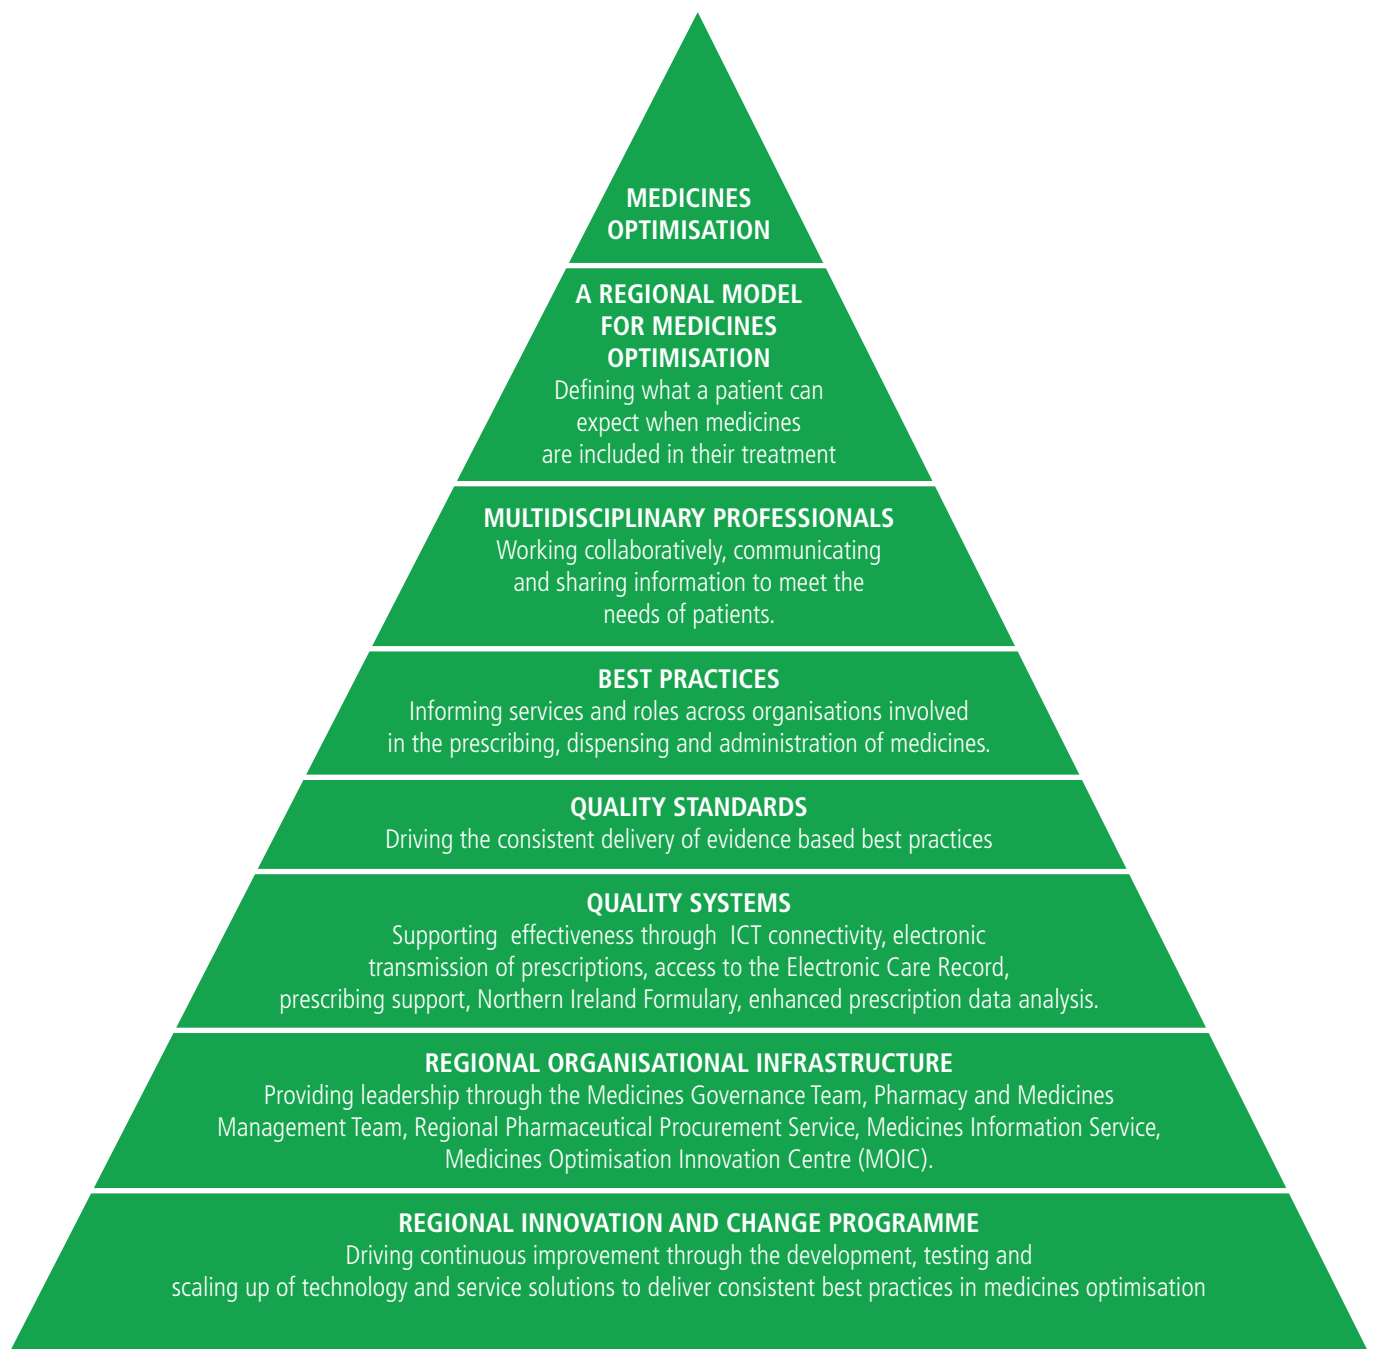 MEDICINES
OPTIMISATION
A REGIONAL MODEL
FOR MEDICINES
OPTIMISATION
Defining what a patient can
expect when medicines
are included in their treatment
MULTIDISCIPLINARY PROFESSIONALS
Working collaboratively, communicating
and sharing information to meet the
needs of patients.
BEST PRACTICES
Informing services and roles across organisations involved
in the prescribing, dispensing and administration of medicines.
QUALITY STANDARDS
Driving the consistent delivery of evidence based best practices
QUALITY SYSTEMS
Supporting  effectiveness through  ICT connectivity, electronic
transmission of prescriptions, access to the Electronic Care Record,
prescribing support, Northern Ireland Formulary, enhanced prescription data analysis.
REGIONAL ORGANISATIONAL INFRASTRUCTURE
Providing leadership through the Medicines Governance Team, Pharmacy and Medicines
Management Team, Regional Pharmaceutical Procurement Service, Medicines Information Service,
Medicines Optimisation Innovation Centre (MOIC).
REGIONAL INNOVATION AND CHANGE PROGRAMME
Driving continuous improvement through the development, testing and
scaling up of technology and service solutions to deliver consistent best practices in medicines optimisation